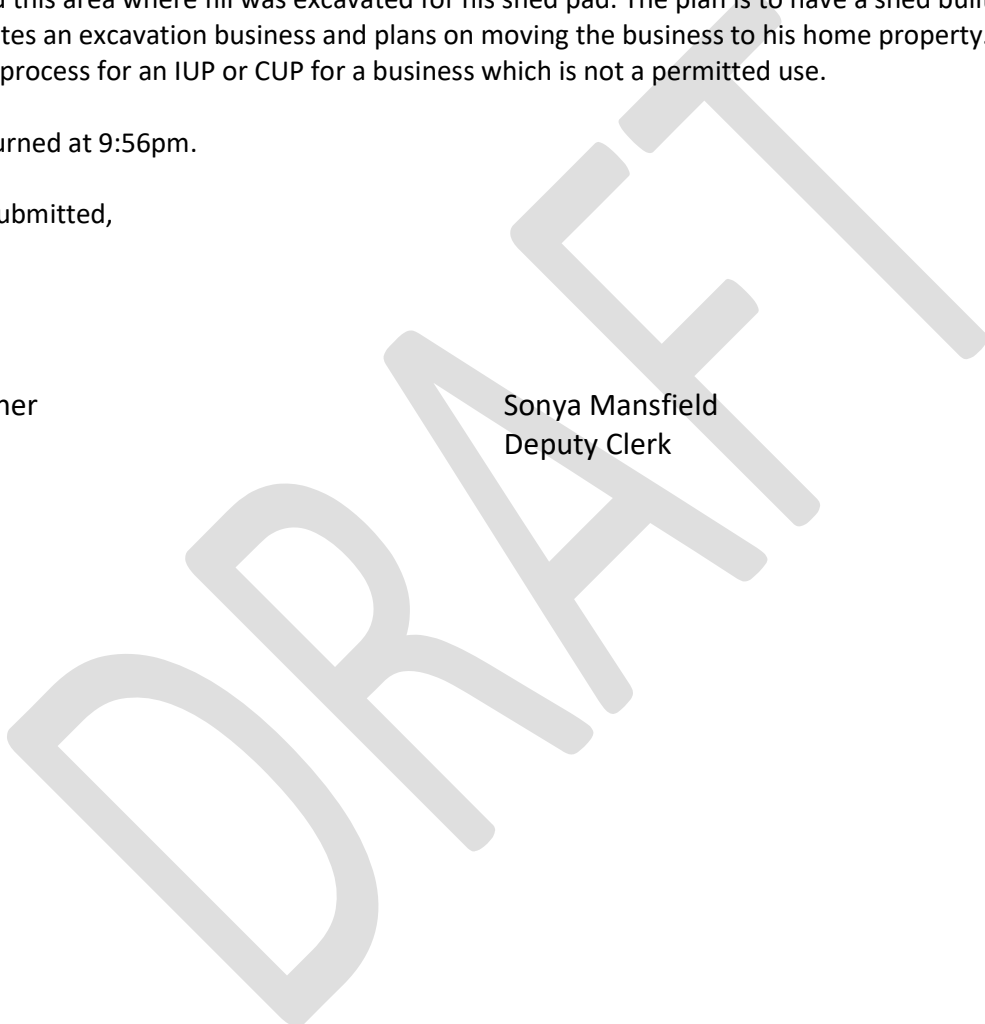 d this area where fill was excavated for his shed pad. The plan is to have a shed built
tes an excavation business and plans on moving the business to his home property.
process for an IUP or CUP for a business which is not a permitted use.
urned at 9:56pm.
ubmitted,
ner Sonya Mansfield
Deputy Clerk
DRAFT